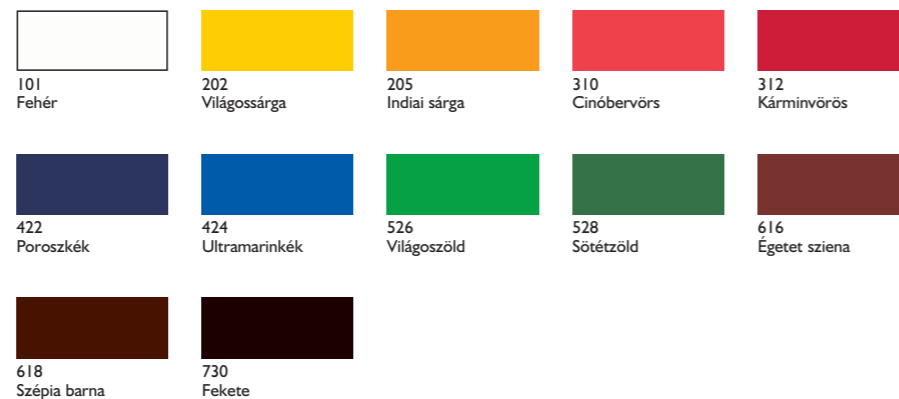 101
Fehér
202
Világossárga
205
Indiai sárga
310
Cinóbervörs
312
Kárminvörös
422
Poroszkék
424
Ultramarinkék
526
Világoszöld
528
Sötétzöld
616
Égetet sziena
618
Szépia barna
730
Fekete